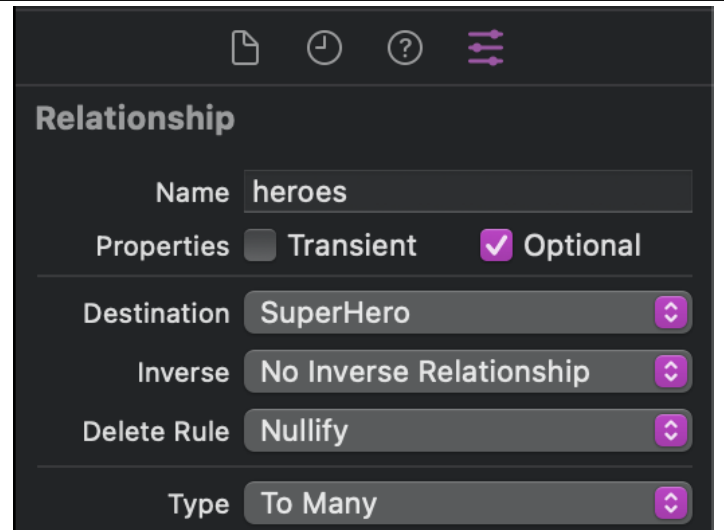 Relationship
Name heroes
Properties Transient Optional
Destination SuperHero
Inverse No Inverse Relationship
Delete Rule Nullify
Type To Many